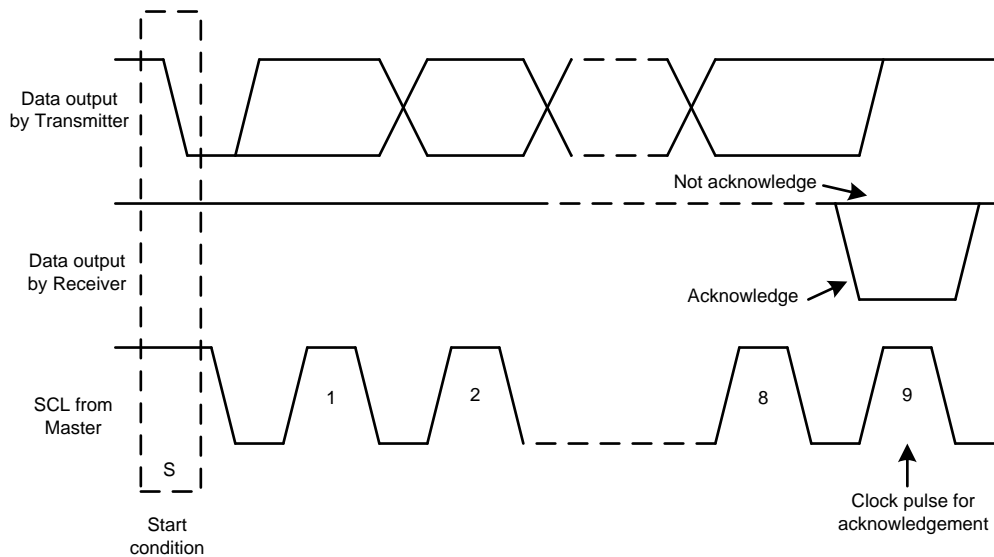 Data output
by Transmitter
Not acknowledge
Data output
by Receiver
Acknowledge
SCL from
Master
1
2
8
9
S
Start
condition
Clock pulse for
acknowledgement